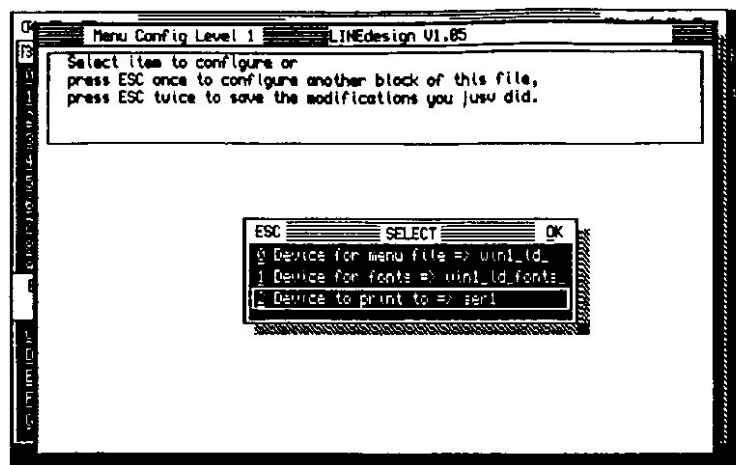 Menu Config Level 1 LINEdesign V1.05
Select item to configure or
press ESC once to configure another block of this file,
press ESC twice to save the modifications you jusv did.
ESC SELECT OK
0 Device for menu file => win1_ld_
1 Device for fonts => win1_ld_fonts_
2 Device to print to => ser1